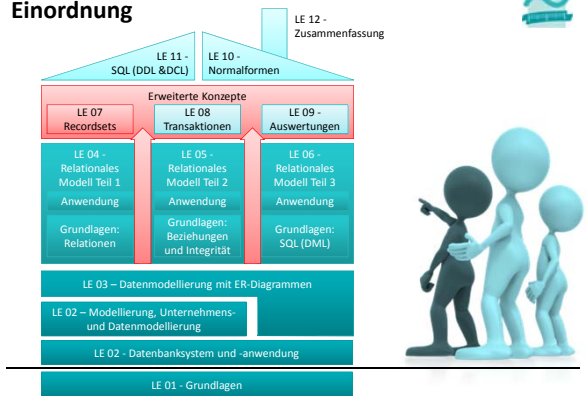 Einordnung
LE 12 -
Zusammenfassung
LE 11 -
SQL (DDL &DCL)
LE 10 -
Normalformen
Erweiterte Konzepte
LE 07
Recordsets
LE 08
Transaktionen
LE 09 -
Auswertungen
LE 04 -
Relationales
Modell Teil 1
Anwendung
Grundlagen:
Relationen
LE 05 -
Relationales
Modell Teil 2
Anwendung
Grundlagen:
Beziehungen
und Integrität
LE 06 -
Relationales
Modell Teil 3
Anwendung
Grundlagen:
SQL (DML)
LE 03 – Datenmodellierung mit ER-Diagrammen
LE 02 – Modellierung, Unternehmens-
und Datenmodellierung
LE 02 - Datenbanksystem und -anwendung
LE 01 - Grundlagen